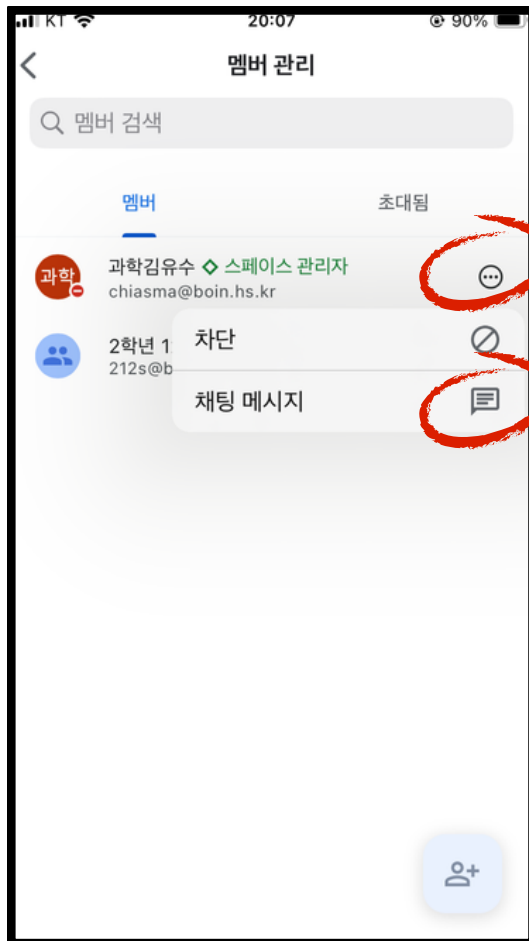 KT 20:07 90%
멤버 관리
멤버 검색
멤버 초대됨
과학 과학김유수 스페이스 관리자
chiasma@boin.hs.kr
2학년 1
212s@b
차단
채팅 메시지